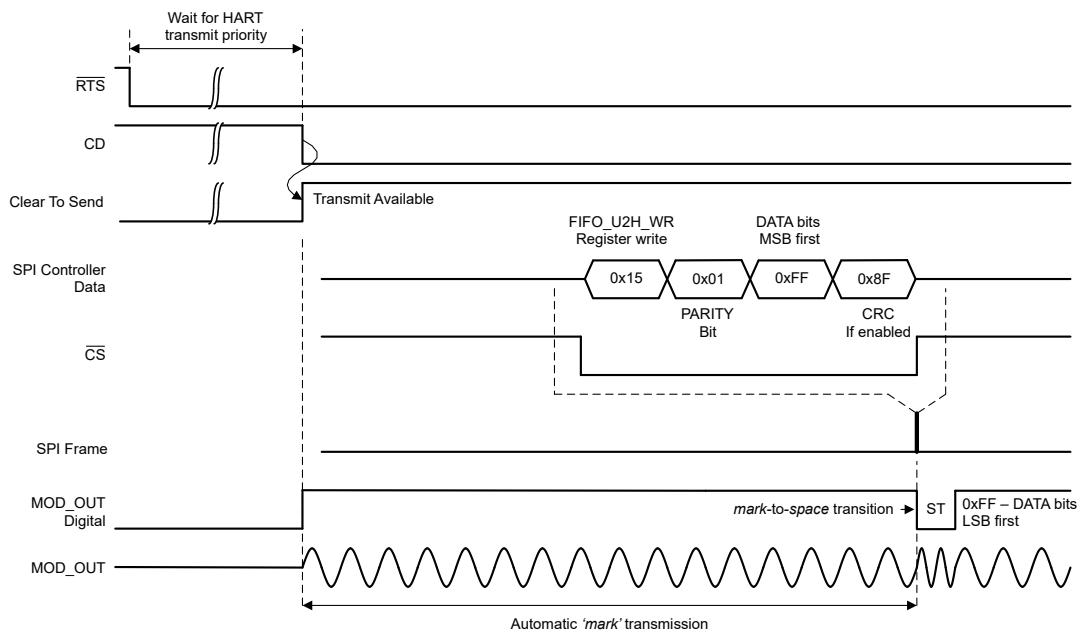 Wait for HART
transmit priority
RTS
CD
Clear To Send
Transmit Available
FIFO_U2H_WR
Register write
DATA bits
MSB first
SPI Controller
Data
0x15
0x01
0xFF
0x8F
PARITY
Bit
CRC
If enabled
CS
SPI Frame
MOD_OUT
Digital
mark-to-space transition
ST
0xFF – DATA bits
LSB first
MOD_OUT
Automatic ‘mark’ transmission